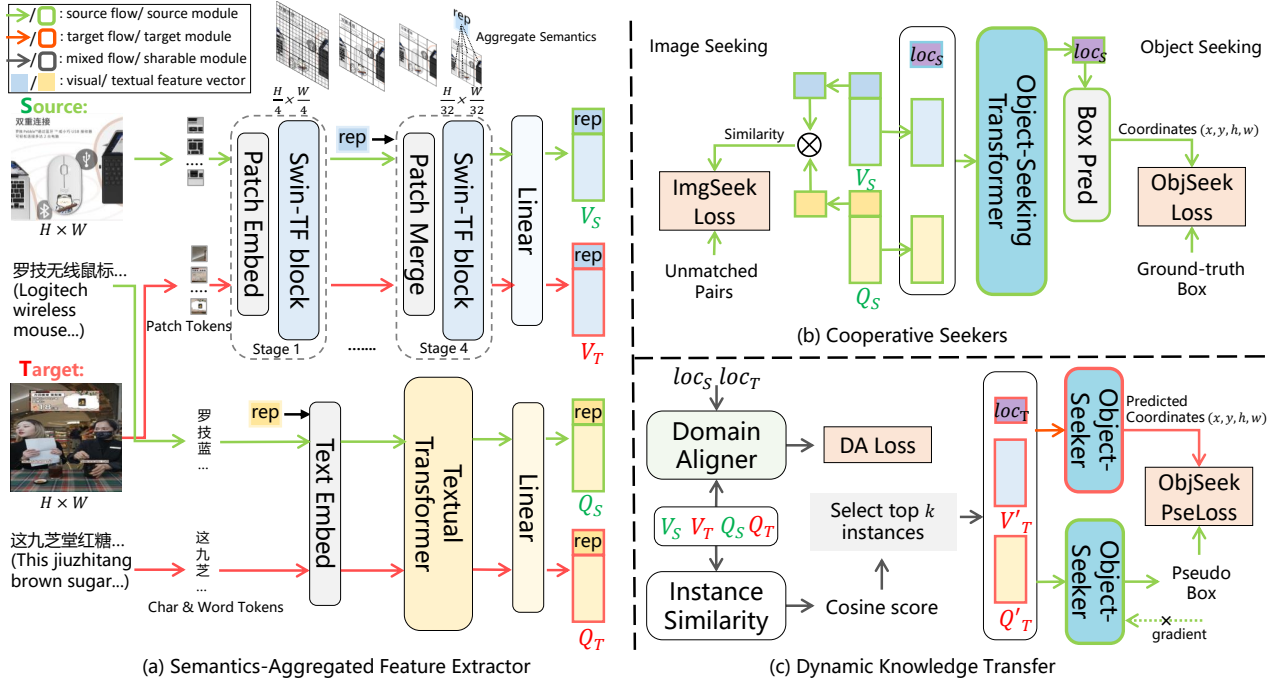 : source flow/ source module
: target flow/ target module
: mixed flow/ sharable module
: visual/ textual feature vector
rep
Aggregate Semantics
H/4 × W/4
H/32 × W/32
Source:
双重连接
H × W
罗技无线鼠标...
(Logitech
wireless
mouse...)
Patch Tokens
Patch Embed
Swin-TF block
Stage 1
.......
rep
Patch Merge
Swin-TF block
Stage 4
Linear
rep
V_S
rep
V_T
Target:
H × W
这九芝堂红糖...
(This jiuzhitang
brown sugar...)
罗
技
蓝
...
这
九
芝
...
Char & Word Tokens
rep
Text Embed
Textual
Transformer
Linear
rep
Q_S
rep
Q_T
(a) Semantics-Aggregated Feature Extractor
Image Seeking
Object Seeking
Similarity
ImgSeek
Loss
Unmatched
Pairs
V_S
Q_S
loc_S
Object-Seeking
Transformer
loc_S
Box Pred
Coordinates (x, y, h, w)
ObjSeek
Loss
Ground-truth
Box
(b) Cooperative Seekers
loc_S loc_T
Domain
Aligner
DA Loss
V_S V_T Q_S Q_T
Instance
Similarity
Cosine score
Select top k
instances
loc_T
V'_T
Q'_T
Object-
Seeker
Predicted
Coordinates (x, y, h, w)
ObjSeek
PseLoss
Object-
Seeker
Pseudo
Box
gradient
(c) Dynamic Knowledge Transfer